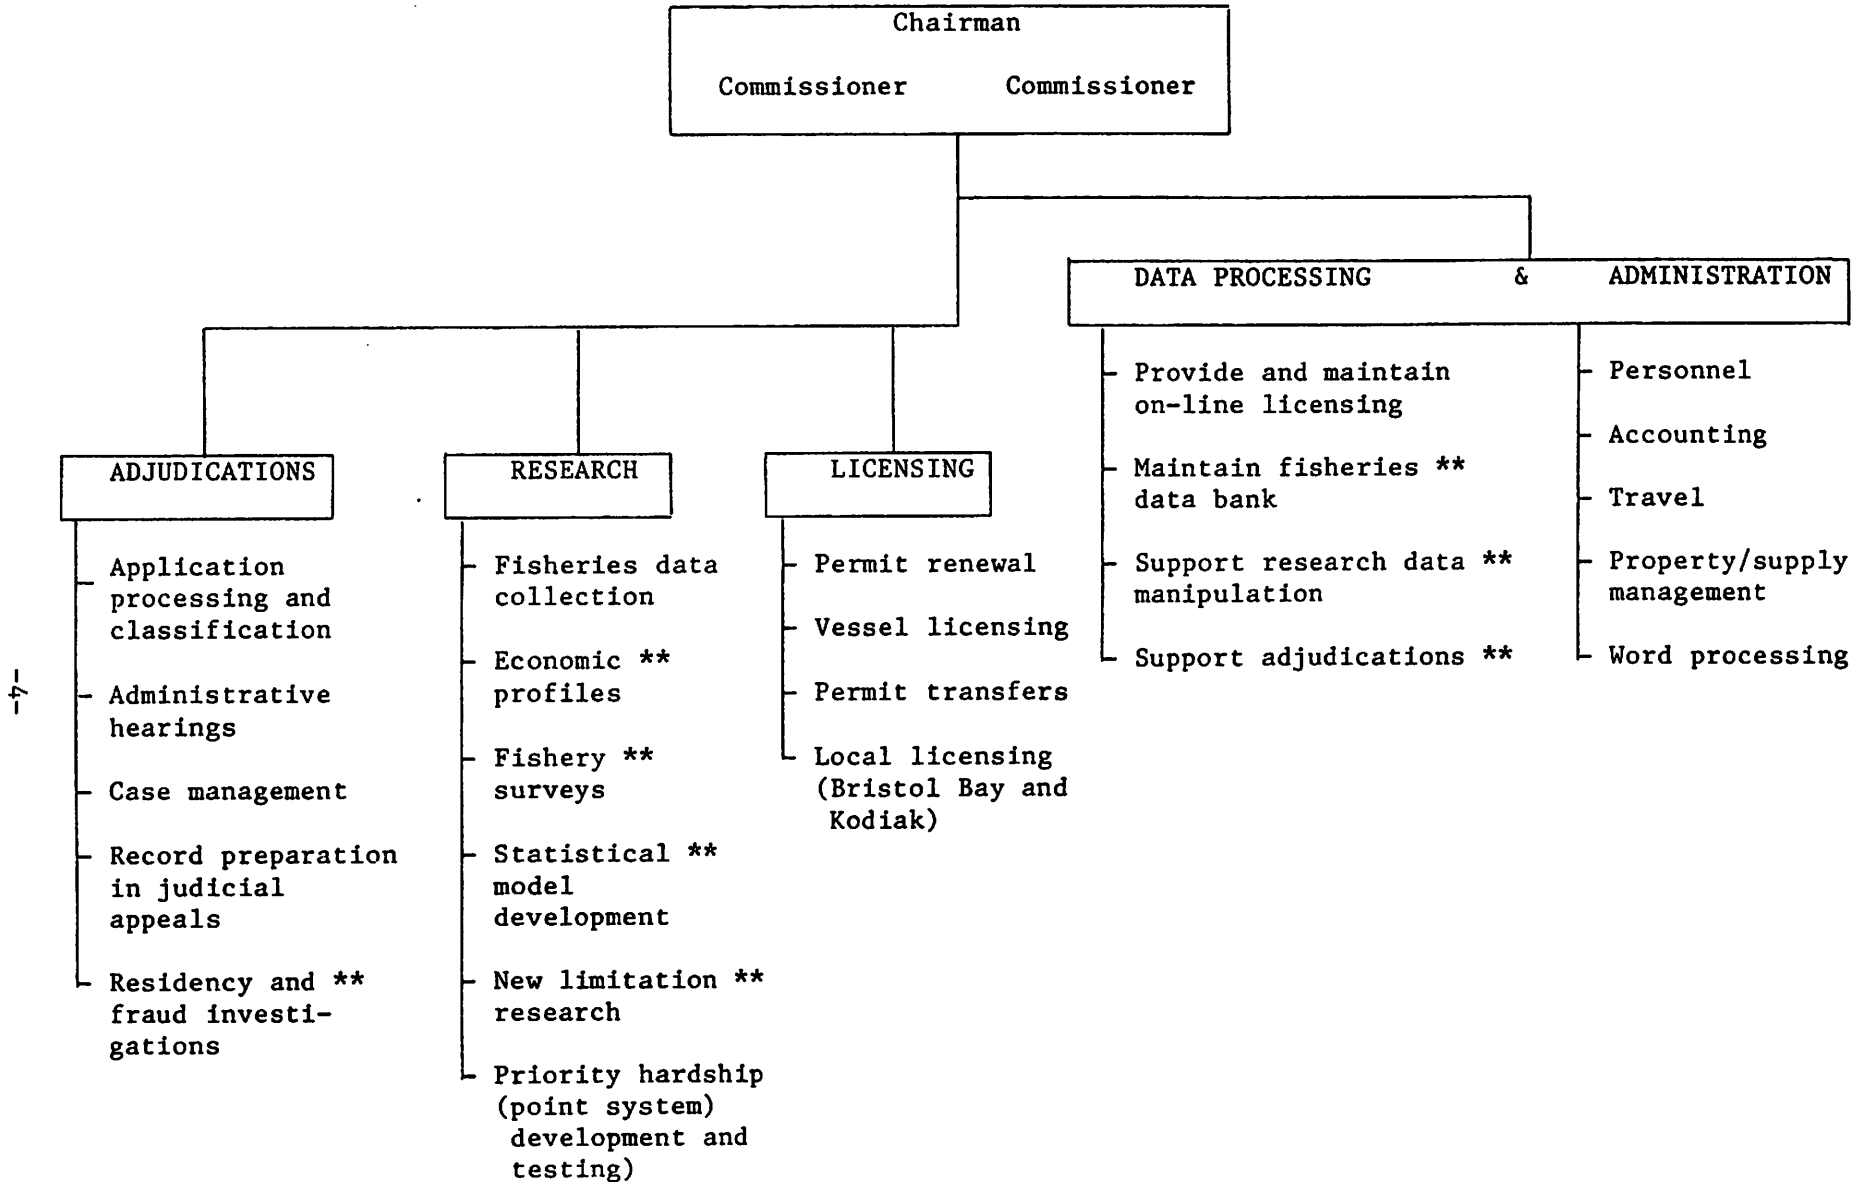 Chairman
Commissioner Commissioner
DATA PROCESSING & ADMINISTRATION
Provide and maintain
on-line licensing
Maintain fisheries **
data bank
Support research data **
manipulation
Support adjudications **
Personnel
Accounting
Travel
Property/supply
management
Word processing
ADJUDICATIONS
Application
processing and
classification
Administrative
hearings
Case management
Record preparation
in judicial
appeals
Residency and **
fraud investi-
gations
RESEARCH
Fisheries data
collection
Economic **
profiles
Fishery **
surveys
Statistical **
model
development
New limitation **
research
Priority hardship
(point system)
development and
testing)
LICENSING
Permit renewal
Vessel licensing
Permit transfers
Local licensing
(Bristol Bay and
Kodiak)
-4-